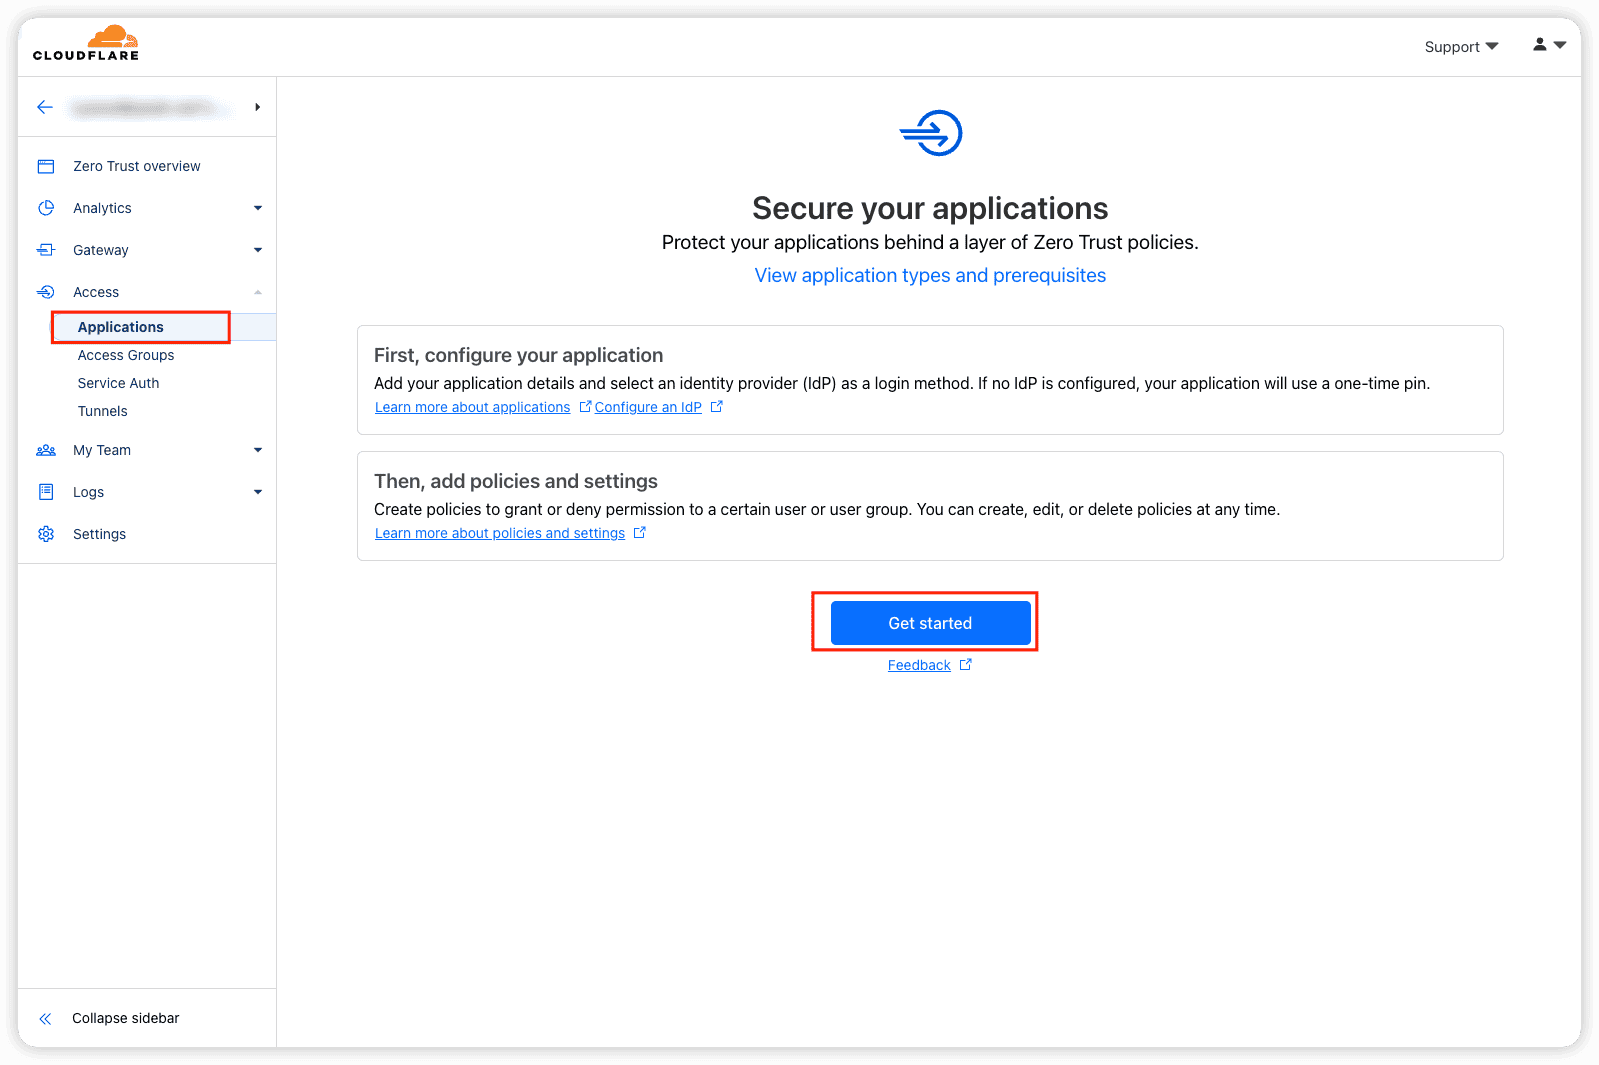 CLOUDFLARE
Support
Zero Trust overview
Analytics
Gateway
Access
Applications
Access Groups
Service Auth
Tunnels
My Team
Logs
Settings
Collapse sidebar
Secure your applications
Protect your applications behind a layer of Zero Trust policies.
View application types and prerequisites
First, configure your application
Add your application details and select an identity provider (IdP) as a login method. If no IdP is configured, your application will use a one-time pin.
Learn more about applications Configure an IdP
Then, add policies and settings
Create policies to grant or deny permission to a certain user or user group. You can create, edit, or delete policies at any time.
Learn more about policies and settings
Get started
Feedback